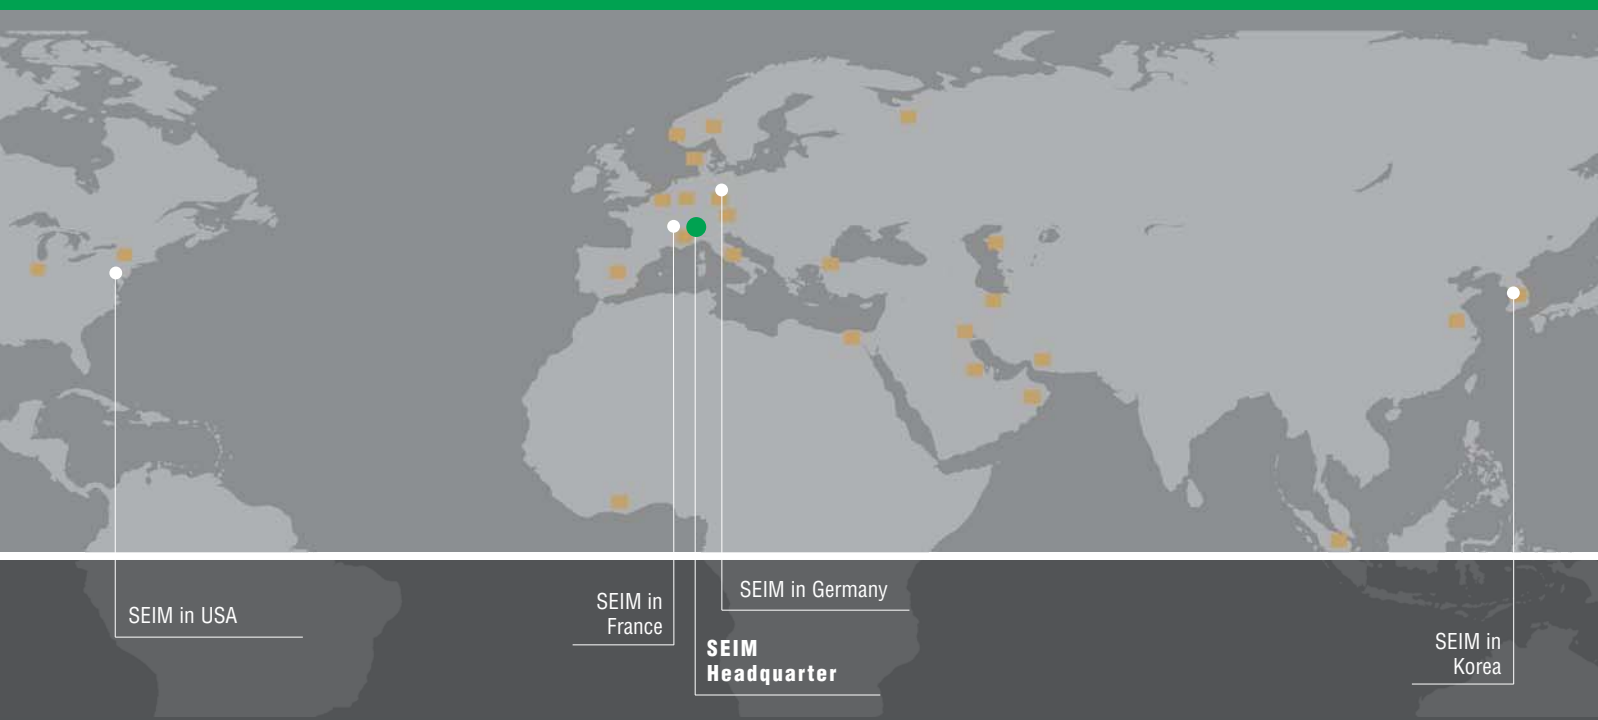 SEIM in USA
SEIM in
France
SEIM in Germany
SEIM
Headquarter
SEIM in
Korea